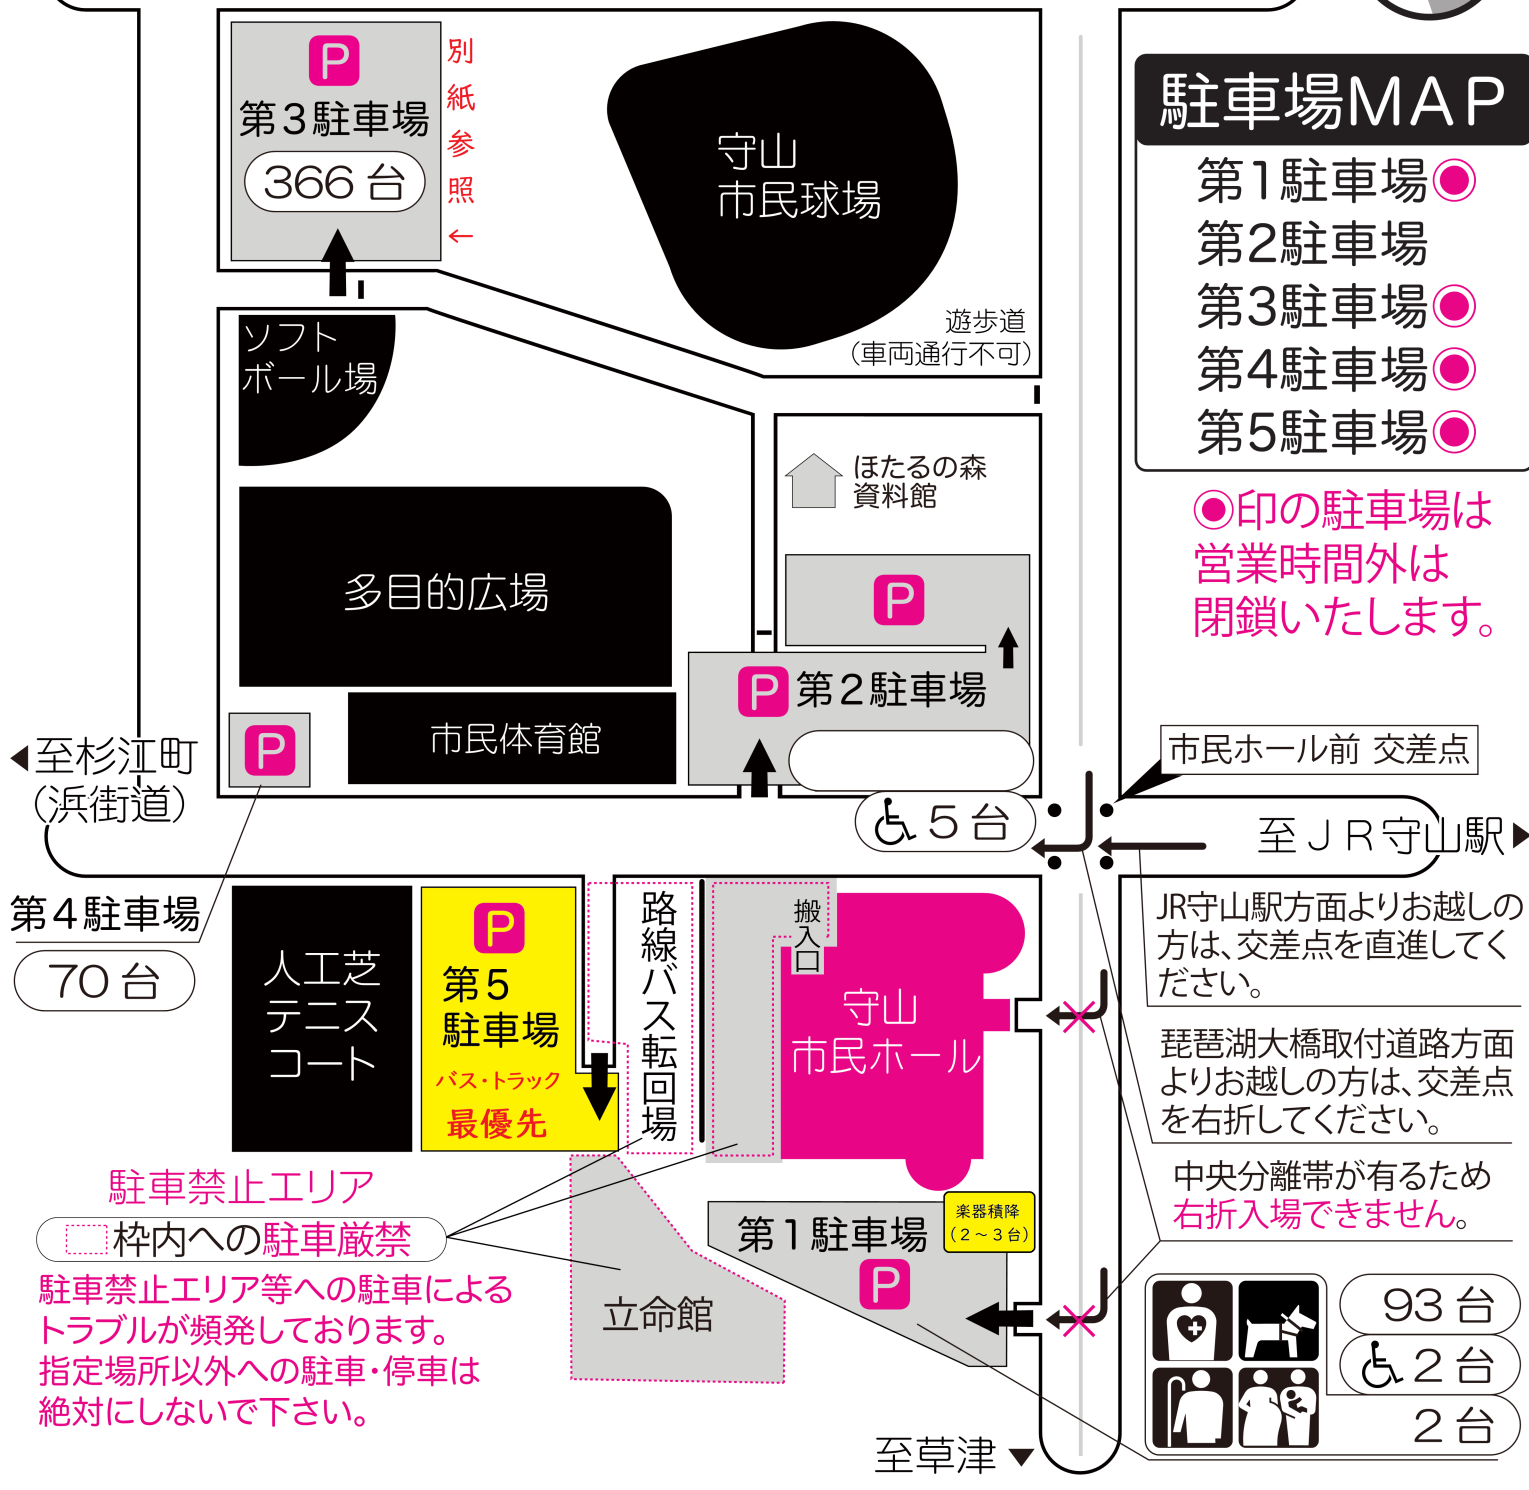 駐車場MAP
第1駐車場◉
第2駐車場
第3駐車場◉
第4駐車場◉
第5駐車場◉
◉印の駐車場は
営業時間外は
閉鎖いたします。
P
第3駐車場
366台
別紙参照←
守山
市民球場
遊歩道
(車両通行不可)
ソフト
ボール場
ほたるの森
資料館
多目的広場
P
P 第2駐車場
市民体育館
P
5台
至杉江町
(浜街道)
市民ホール前 交差点
至JR守山駅
第4駐車場
70台
人工芝
テニス
コート
P
第5
駐車場
バス・トラック
最優先
路線バス転回場
搬入口
守山
市民ホール
JR守山駅方面よりお越しの
方は、交差点を直進してく
ださい。
琵琶湖大橋取付道路方面
よりお越しの方は、交差点
を右折してください。
中央分離帯が有るため
右折入場できません。
駐車禁止エリア
枠内への駐車厳禁
駐車禁止エリア等への駐車による
トラブルが頻発しております。
指定場所以外への駐車・停車は
絶対にしないで下さい。
立命館
第1駐車場
P
楽器積降
(2~3台)
93台
2台
2台
至草津